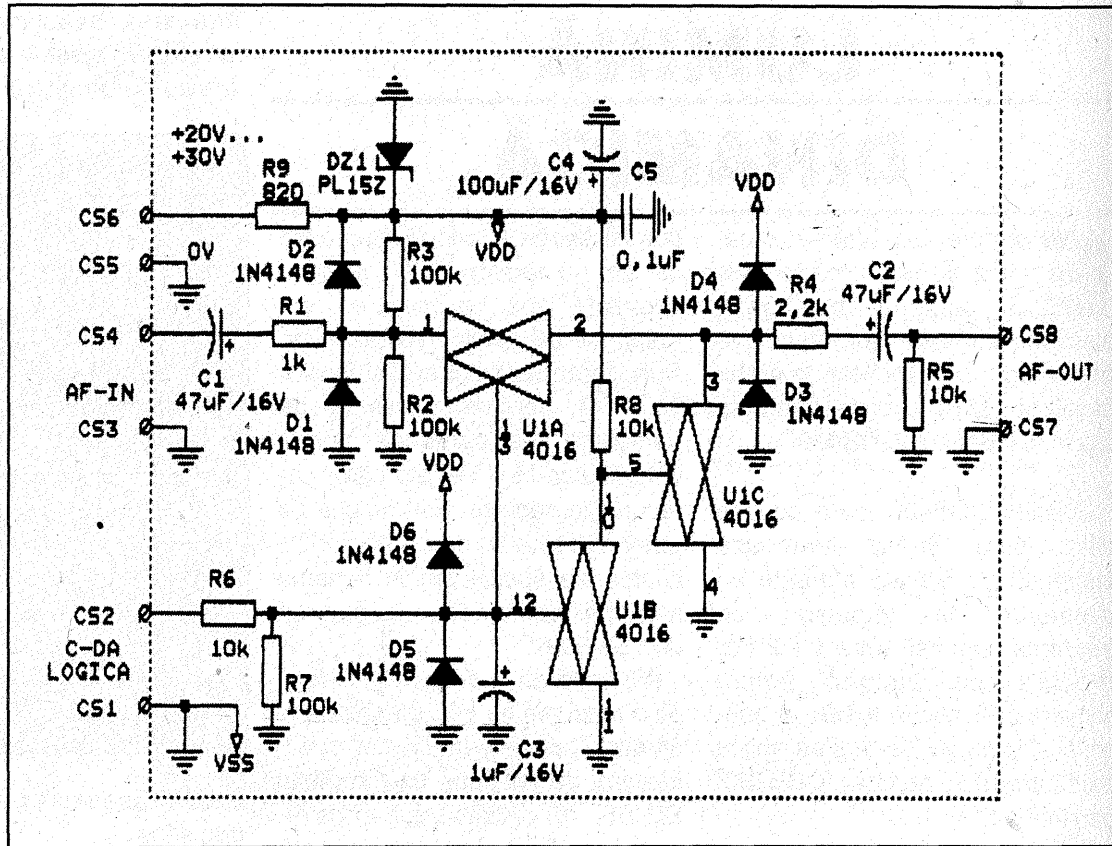 +20V...
+30V
R9
820
DZ1
PL15Z
C4
100uF/16V
C5
0,1uF
VDD
VDD
CS6
CS5
0V
D2
1N4148
R3
100k
D4
1N4148
R4
2,2k
C2
47uF/16V
CS4
R1
1k
1
2
CS8
AF-IN
C1
47uF/16V
D1
1N4148
R2
100k
13
U1A
4016
R8
10k
3
D3
1N4148
R5
10k
AF-OUT
CS3
CS7
VDD
5
10
U1C
4016
D6
1N4148
4
R6
10k
CS2
12
U1B
4016
C-DA
LOGICA
D5
1N4148
R7
100k
11
CS1
VSS
C3
1uF/16V